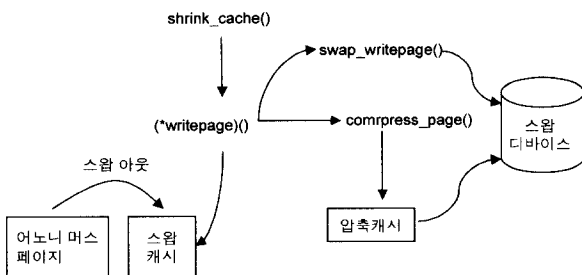 shrink_cache()
swap_writepage()
(*writepage)()
comrpress_page()
스왑
디바이스
스왑 아웃
어노니 머스
페이지
스왑
캐시
압축캐시